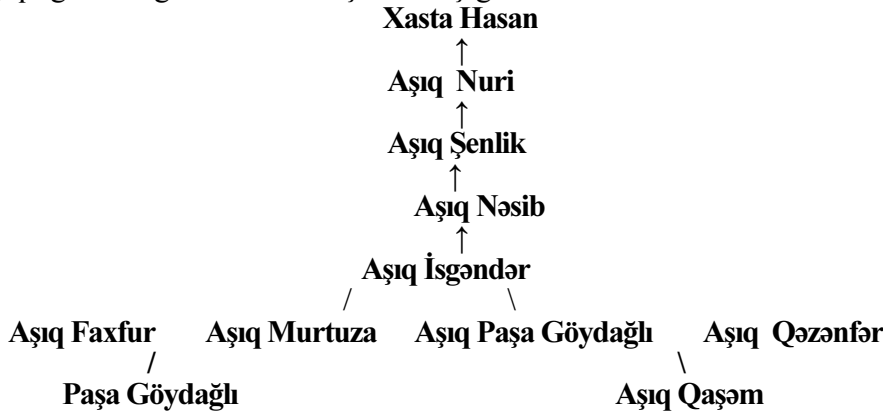 Xasta Hasan
↑
Aşıq Nuri
↑
Aşıq Şenlik
↑
Aşıq Nəsib
↑
Aşıq İsgəndər
/ \
Aşıq Faxfur Aşıq Murtuza Aşıq Paşa Göydağlı Aşıq Qəzənfər
/ \
Paşa Göydağlı Aşıq Qaşəm